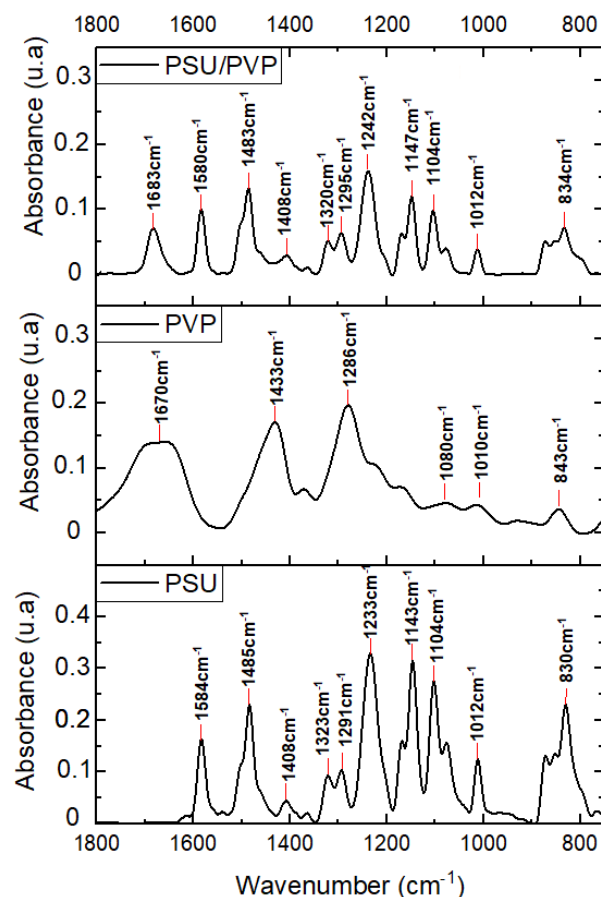 1800 1600 1400 1200 1000 800
Absorbance (u.a)
0.3
0.2
0.1
0
PSU/PVP
1683cm⁻¹
1580cm⁻¹
1483cm⁻¹
1408cm⁻¹
1320cm⁻¹
1295cm⁻¹
1242cm⁻¹
1147cm⁻¹
1104cm⁻¹
1012cm⁻¹
834cm⁻¹
Absorbance (u.a)
0.3
0.2
0.1
0
PVP
1670cm⁻¹
1433cm⁻¹
1286cm⁻¹
1080cm⁻¹
1010cm⁻¹
843cm⁻¹
Absorbance (u.a)
0.4
0.3
0.2
0.1
0
PSU
1584cm⁻¹
1485cm⁻¹
1408cm⁻¹
1323cm⁻¹
1291cm⁻¹
1233cm⁻¹
1143cm⁻¹
1104cm⁻¹
1012cm⁻¹
830cm⁻¹
1800 1600 1400 1200 1000 800
Wavenumber (cm⁻¹)